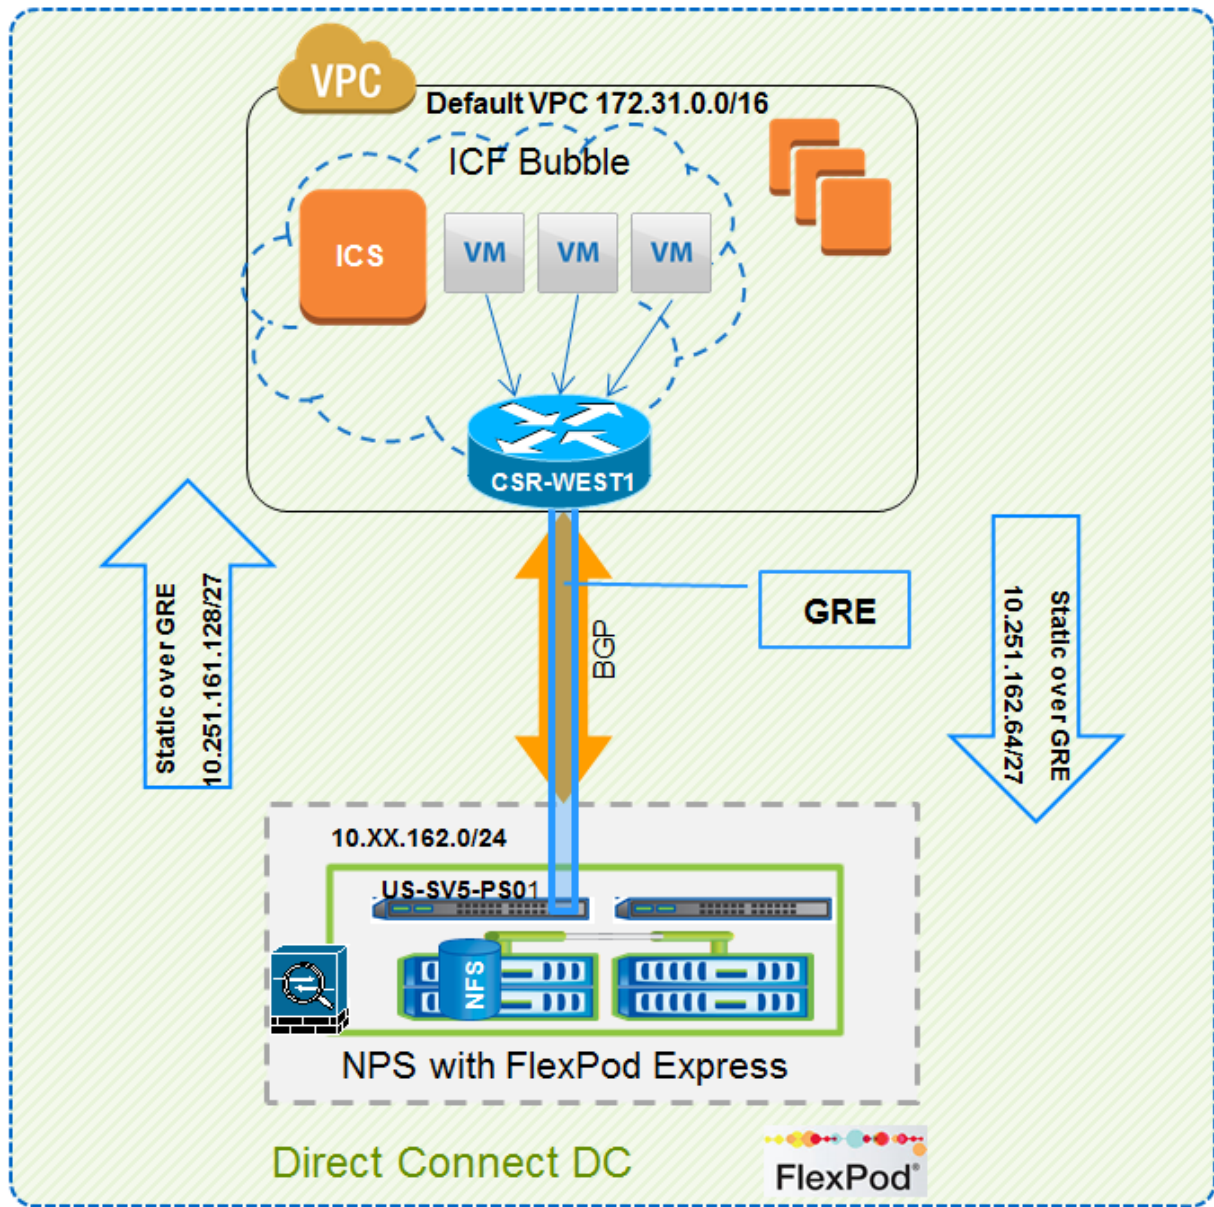 VPC
Default VPC 172.31.0.0/16
ICF Bubble
ICS
VM
VM
VM
CSR-WEST1
Static over GRE
10.251.161.128/27
BGP
GRE
Static over GRE
10.251.162.64/27
10.XX.162.0/24
US-SV5-PS01
NFS
NPS with FlexPod Express
Direct Connect DC
FlexPod®